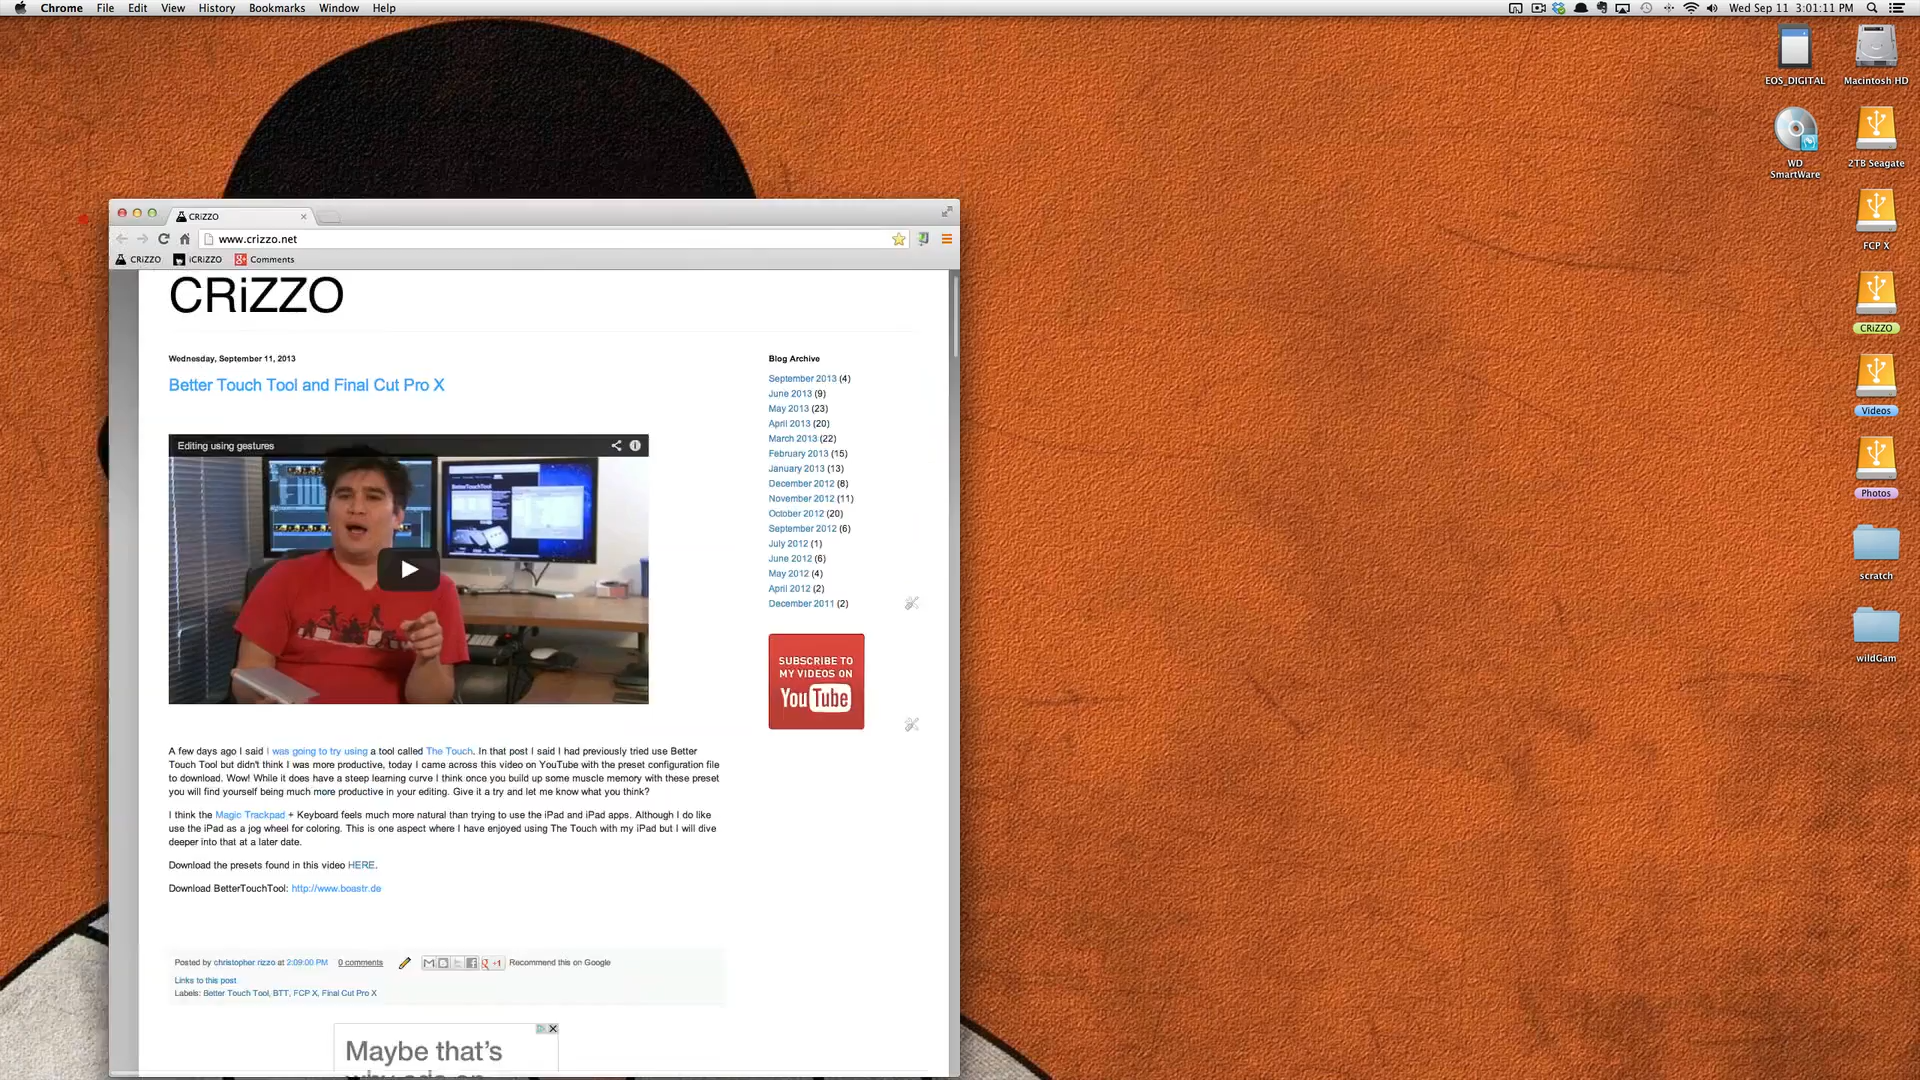 Chrome File Edit View History Bookmarks Window Help
Wed Sep 11 3:01:11 PM
EOS_DIGITAL
Macintosh HD
WD
SmartWare
2TB Seagate
FCP X
CRiZZO
Videos
Photos
scratch
wildGam
CRiZZO
www.crizzo.net
CRiZZO iCRiZZO Comments
CRiZZO
Wednesday, September 11, 2013
Better Touch Tool and Final Cut Pro X
Editing using gestures
A few days ago I said I was going to try using a tool called The Touch. In that post I said I had previously tried use Better
Touch Tool but didn't think I was more productive, today I came across this video on YouTube with the preset configuration file
to download. Wow! While it does have a steep learning curve I think once you build up some muscle memory with these preset
you will find yourself being much more productive in your editing. Give it a try and let me know what you think?
I think the Magic Trackpad + Keyboard feels much more natural than trying to use the iPad and iPad apps. Although I do like
use the iPad as a jog wheel for coloring. This is one aspect where I have enjoyed using The Touch with my iPad but I will dive
deeper into that at a later date.
Download the presets found in this video HERE.
Download BetterTouchTool: http://www.boastr.de
Posted by christopher rizzo at 2:09:00 PM 0 comments +1 Recommend this on Google
Links to this post
Labels: Better Touch Tool, BTT, FCP X, Final Cut Pro X
Maybe that's
Blog Archive
September 2013 (4)
June 2013 (9)
May 2013 (23)
April 2013 (20)
March 2013 (22)
February 2013 (15)
January 2013 (13)
December 2012 (8)
November 2012 (11)
October 2012 (20)
September 2012 (6)
July 2012 (1)
June 2012 (6)
May 2012 (4)
April 2012 (2)
December 2011 (2)
SUBSCRIBE TO
MY VIDEOS ON
YouTube